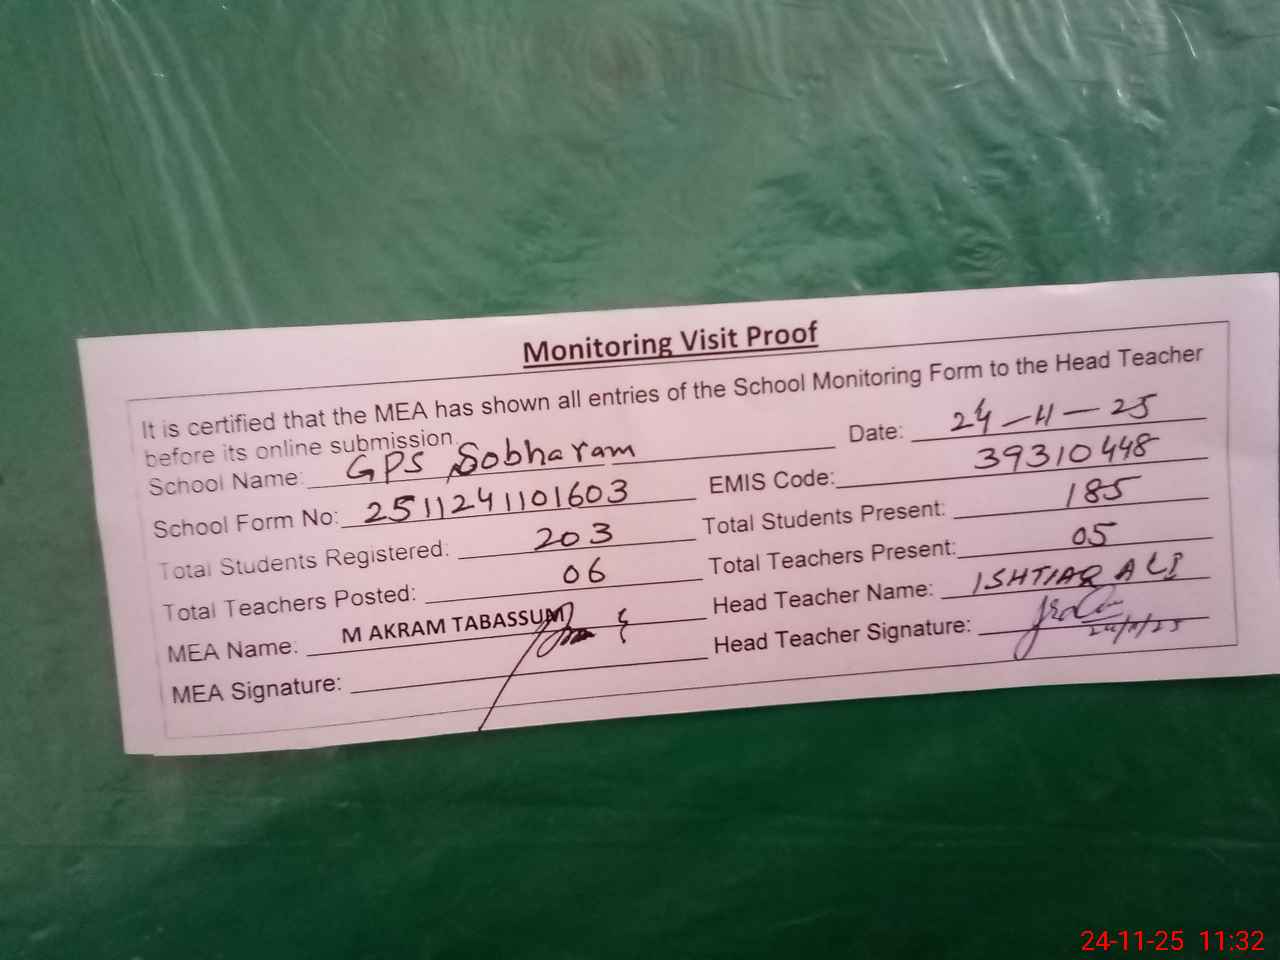 Monitoring Visit Proof
It is certified that the MEA has shown all entries of the School Monitoring Form to the Head Teacher
before its online submission.
School Name: GPS Sobharam Date: 24-11-25
School Form No: 2511241101603 EMIS Code: 39310448
Total Students Registered: 203 Total Students Present: 185
Total Teachers Posted: 06 Total Teachers Present: 05
MEA Name: M AKRAM TABASSUM Head Teacher Name: ISHTIAQ ALI
MEA Signature: Head Teacher Signature: 24/11/25
24-11-25 11:32